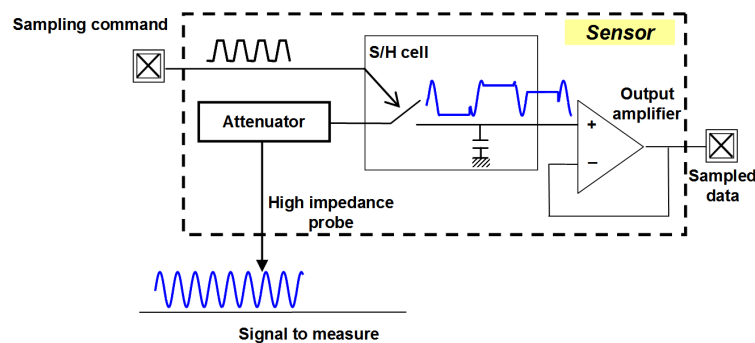 Sampling command
Sensor
S/H cell
Output
amplifier
Attenuator
+
−
Sampled
data
High impedance
probe
Signal to measure